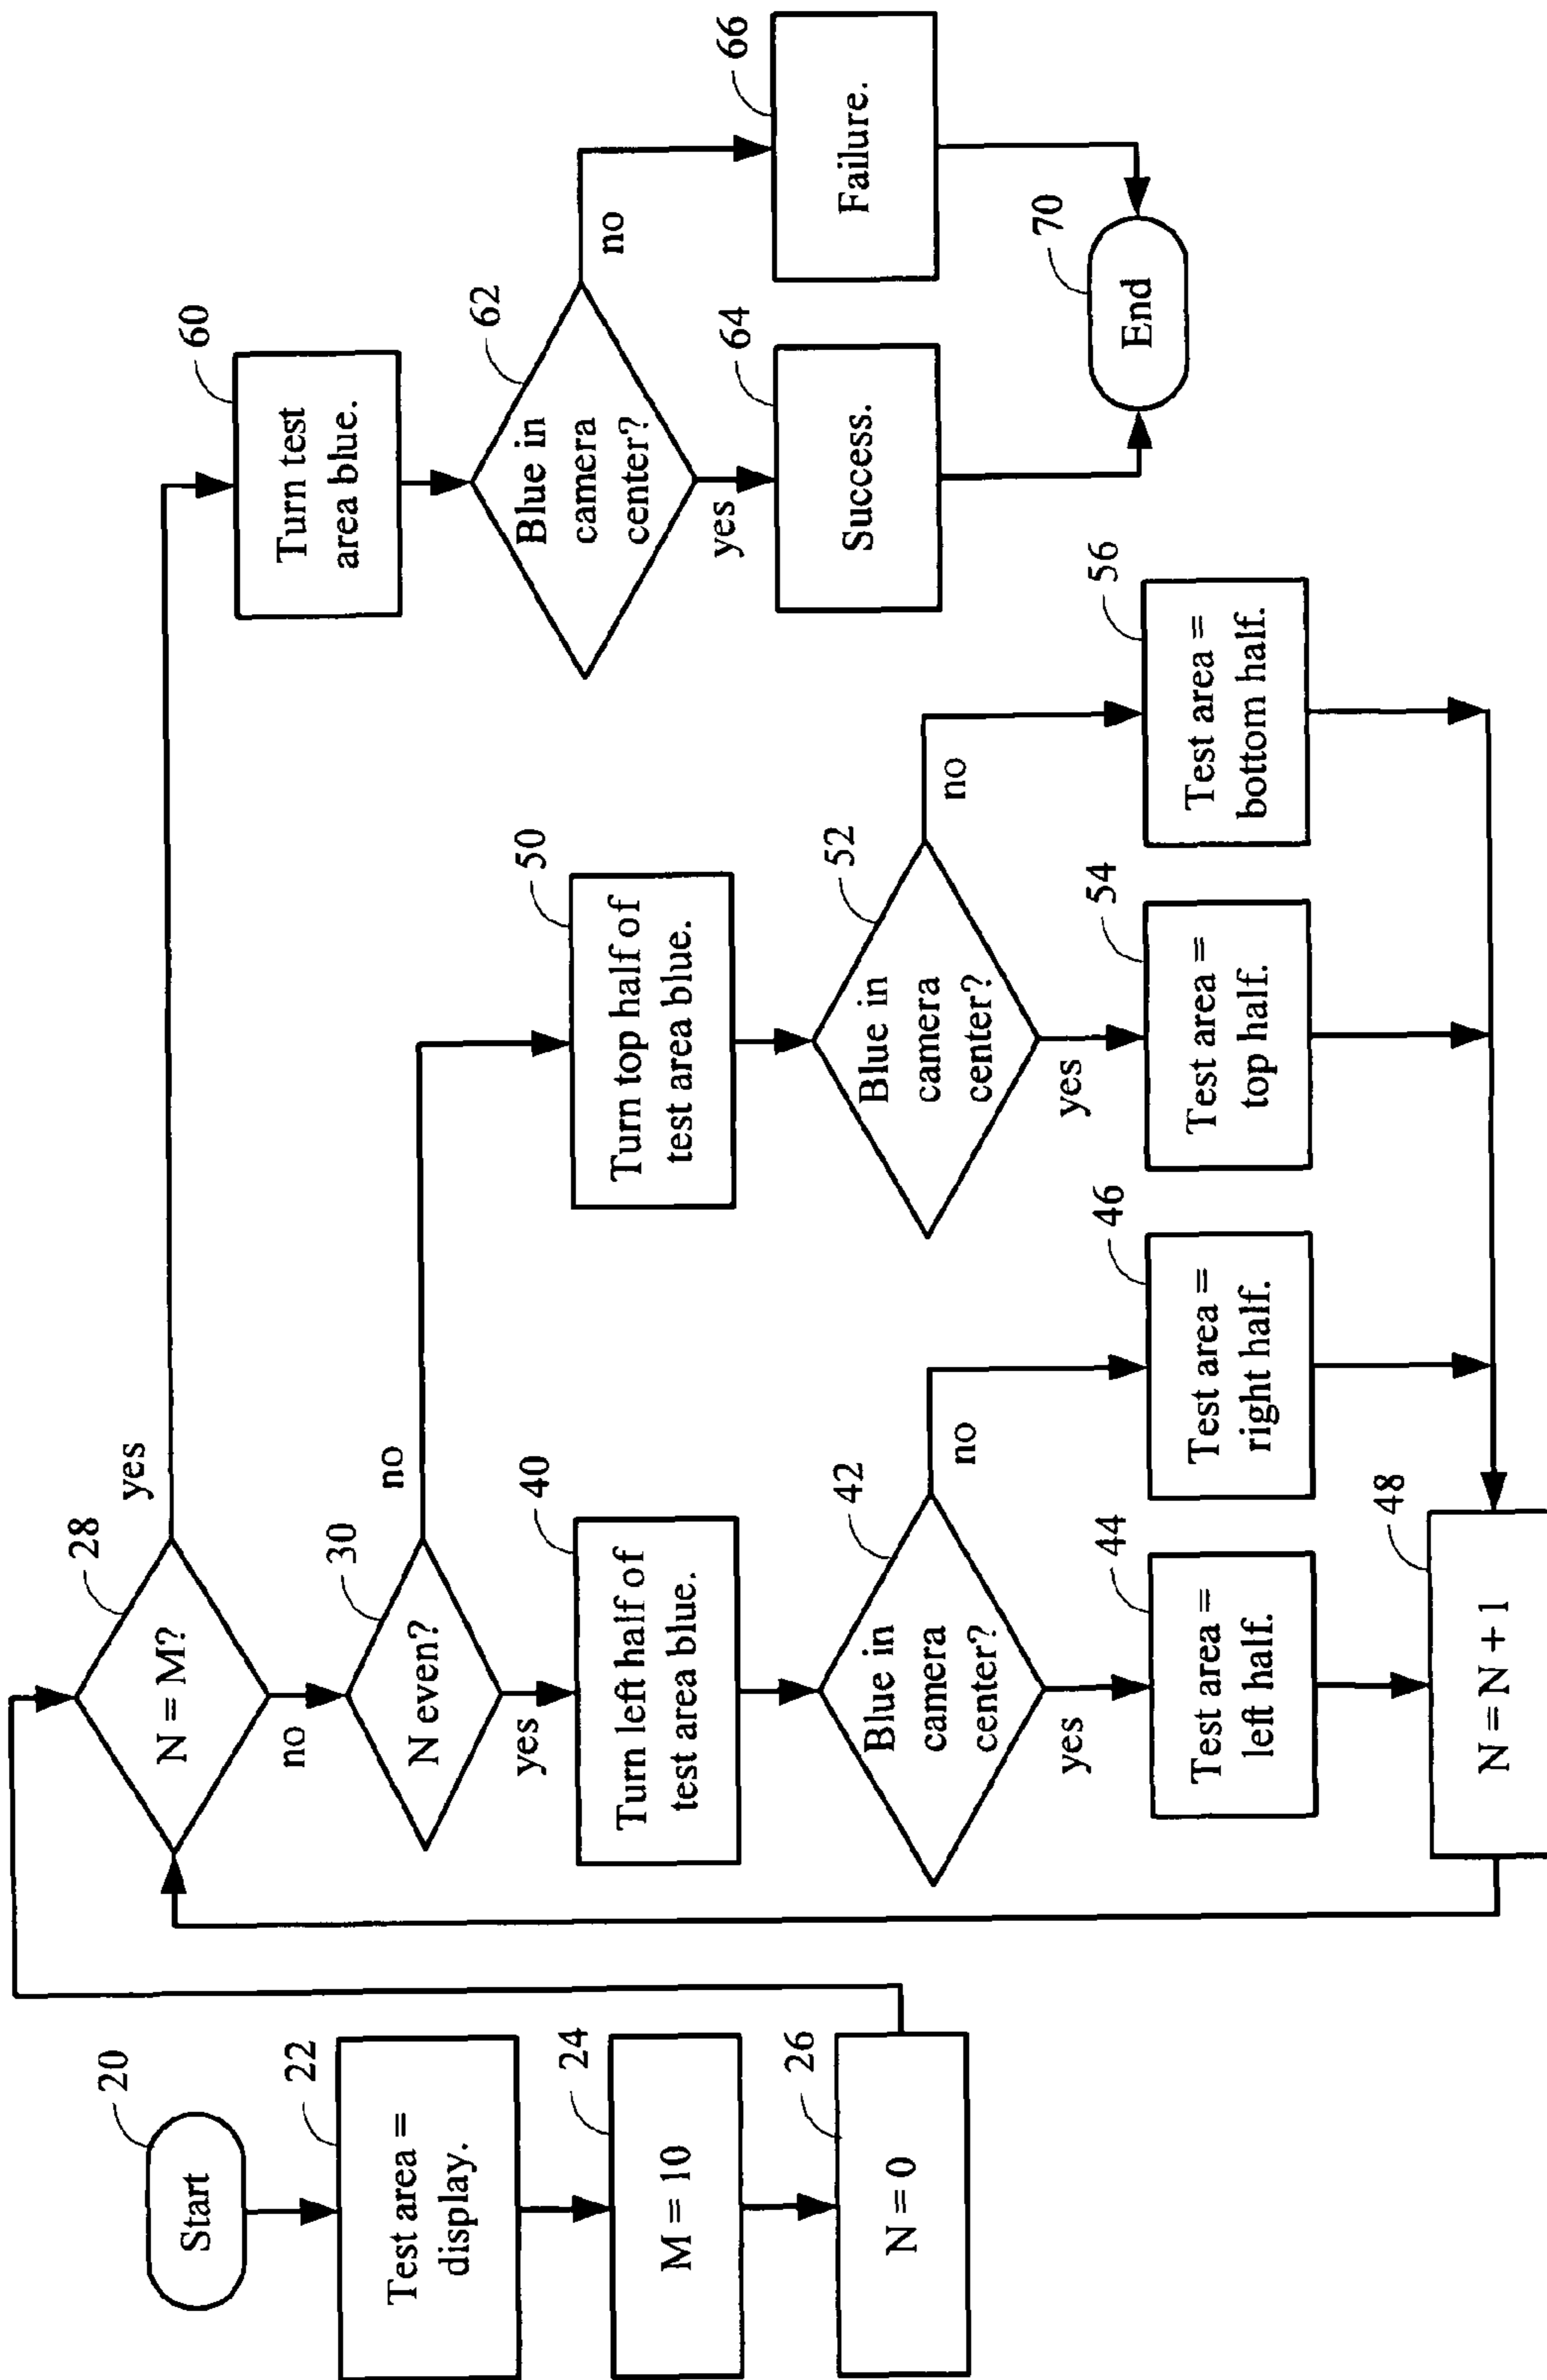 20
Start
22
Test area =
display.
24
M = 10
26
N = 0
28
N = M?
yes
no
30
N even?
no
yes
40
Turn left half of
test area blue.
42
Blue in
camera
center?
no
yes
44
Test area =
left half.
46
Test area =
right half.
48
N = N + 1
50
Turn top half of
test area blue.
52
Blue in
camera
center?
no
yes
54
Test area =
top half.
56
Test area =
bottom half.
60
Turn test
area blue.
62
Blue in
camera
center?
no
yes
64
Success.
66
Failure.
70
End